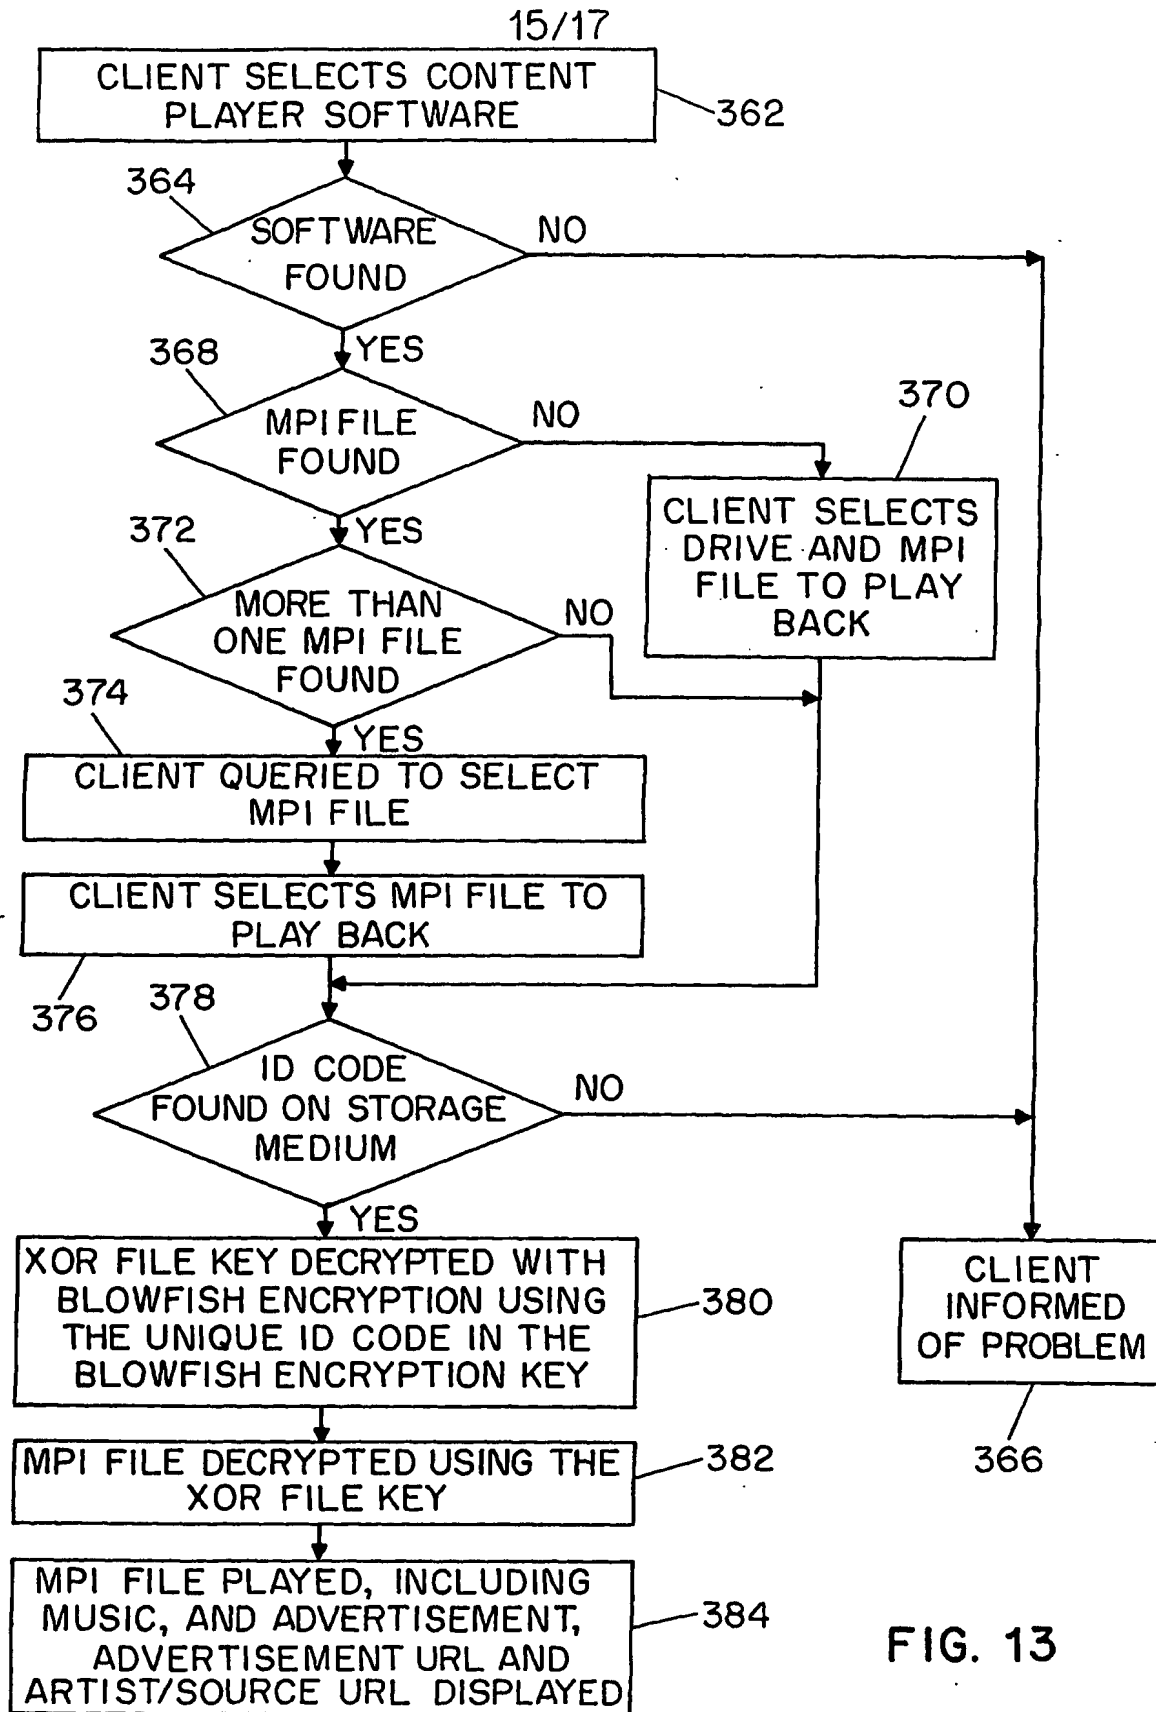 15/17
CLIENT SELECTS CONTENT
PLAYER SOFTWARE
362
364
SOFTWARE
FOUND
NO
YES
368
MPI FILE
FOUND
NO
370
CLIENT SELECTS
DRIVE AND MPI
FILE TO PLAY
BACK
YES
372
MORE THAN
ONE MPI FILE
FOUND
NO
374
YES
CLIENT QUERIED TO SELECT
MPI FILE
CLIENT SELECTS MPI FILE TO
PLAY BACK
376
378
ID CODE
FOUND ON STORAGE
MEDIUM
NO
YES
XOR FILE KEY DECRYPTED WITH
BLOWFISH ENCRYPTION USING
THE UNIQUE ID CODE IN THE
BLOWFISH ENCRYPTION KEY
380
CLIENT
INFORMED
OF PROBLEM
366
MPI FILE DECRYPTED USING THE
XOR FILE KEY
382
MPI FILE PLAYED, INCLUDING
MUSIC, AND ADVERTISEMENT,
ADVERTISEMENT URL AND
ARTIST/SOURCE URL DISPLAYED
384
FIG. 13